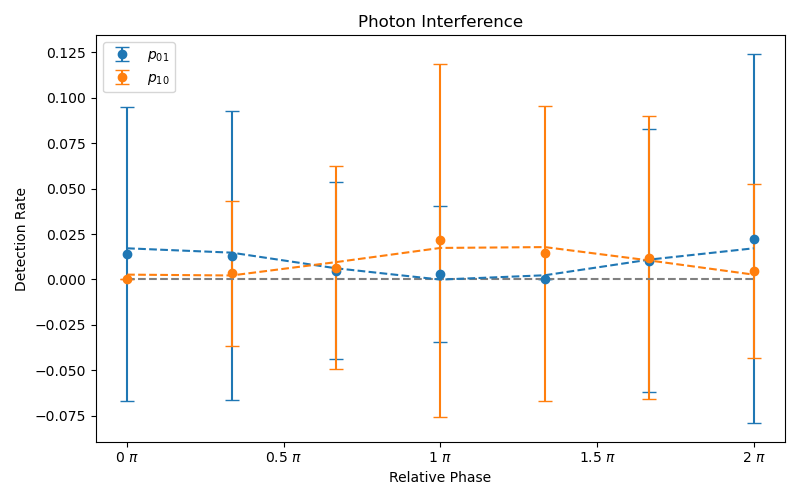 Photon Interference
p01
p10
Detection Rate
0.125
0.100
0.075
0.050
0.025
0.000
−0.025
−0.050
−0.075
0 π
0.5 π
1 π
1.5 π
2 π
Relative Phase